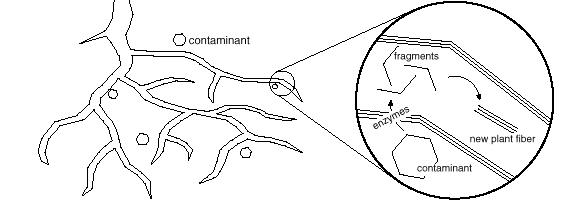 contaminant
fragments
enzymes
new plant fiber
contaminant